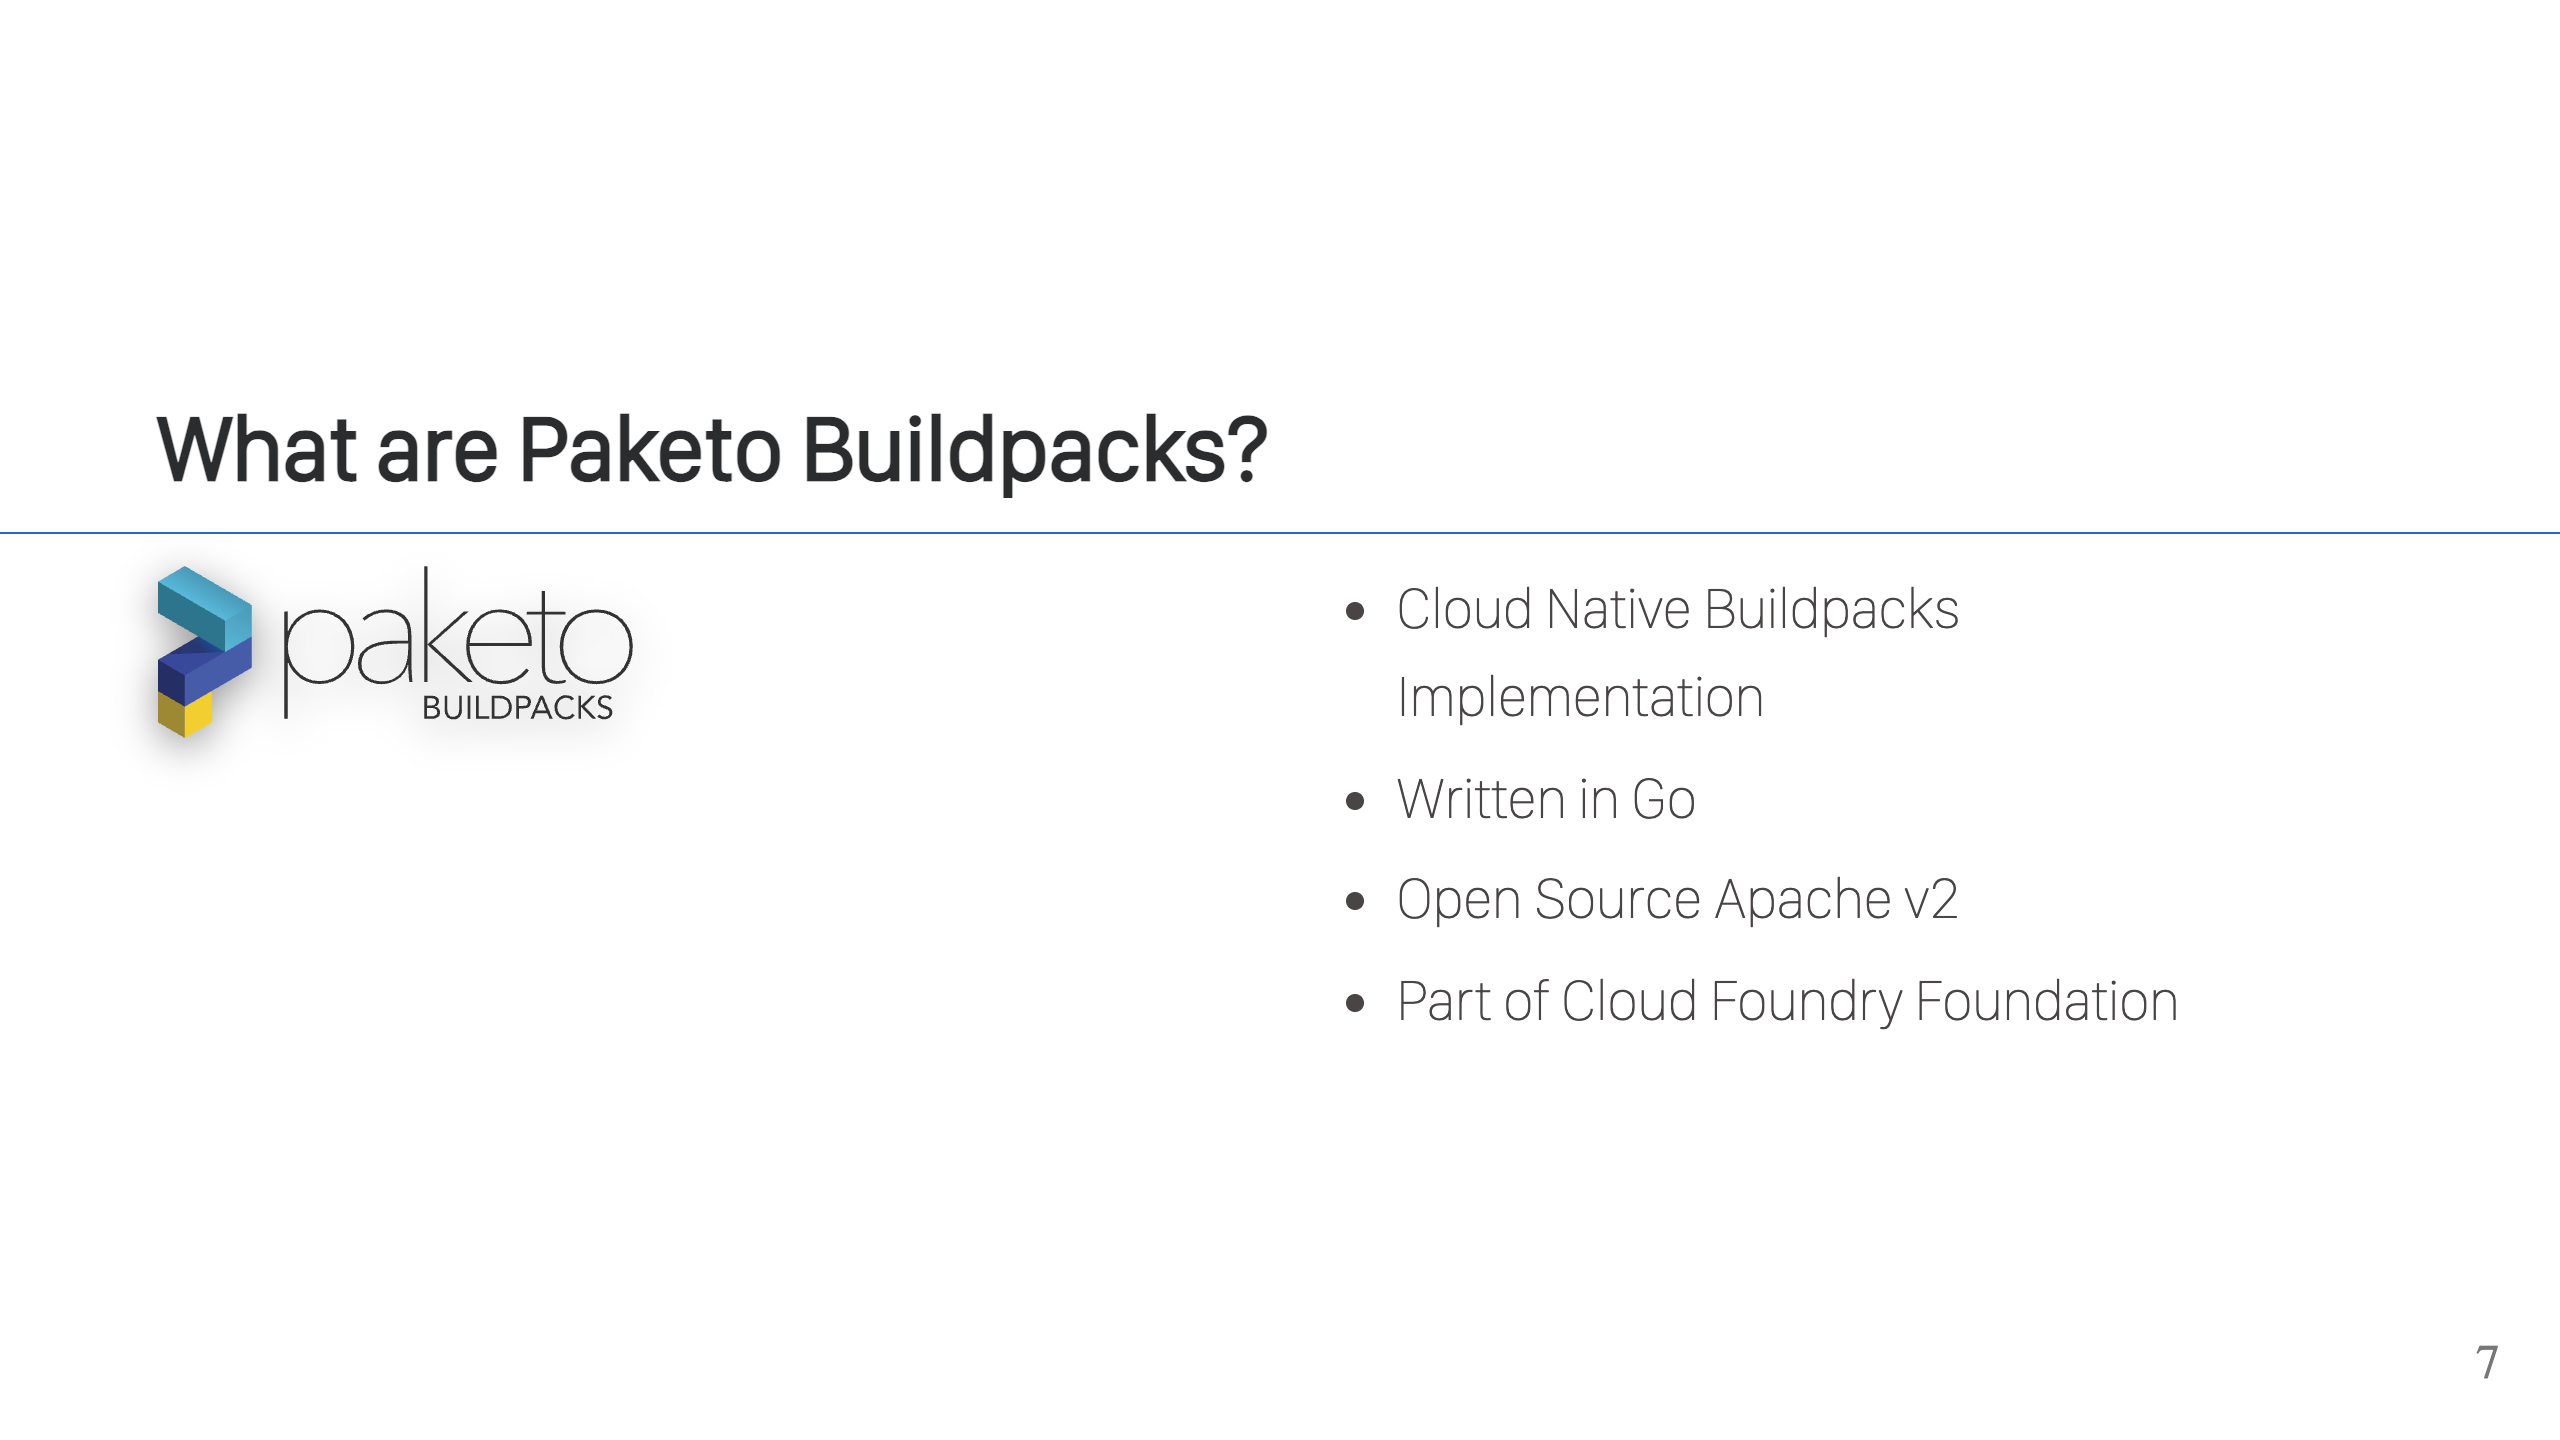 What are Paketo Buildpacks?
paketo
BUILDPACKS
• Cloud Native Buildpacks
Implementation
• Written in Go
• Open Source Apache v2
• Part of Cloud Foundry Foundation
7